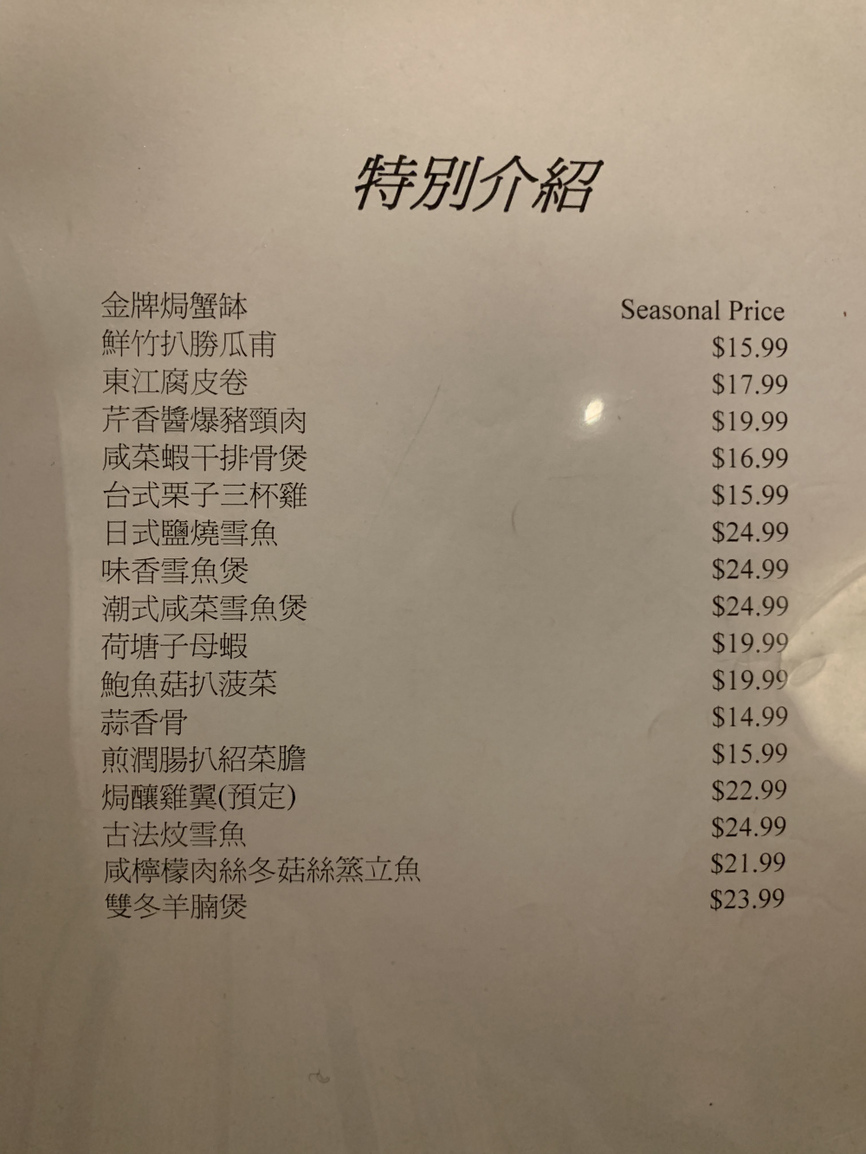 特別介紹
金牌焗蟹缽 Seasonal Price
鮮竹扒勝瓜甫 $15.99
東江腐皮卷 $17.99
芹香醬爆豬頸肉 $19.99
咸菜蝦干排骨煲 $16.99
台式栗子三杯雞 $15.99
日式鹽燒雪魚 $24.99
味香雪魚煲 $24.99
潮式咸菜雪魚煲 $24.99
荷塘子母蝦 $19.99
鮑魚菇扒菠菜 $19.99
蒜香骨 $14.99
煎潤腸扒紹菜膽 $15.99
焗釀雞翼(預定) $22.99
古法炆雪魚 $24.99
咸檸檬肉絲冬菇絲蒸立魚 $21.99
雙冬羊腩煲 $23.99